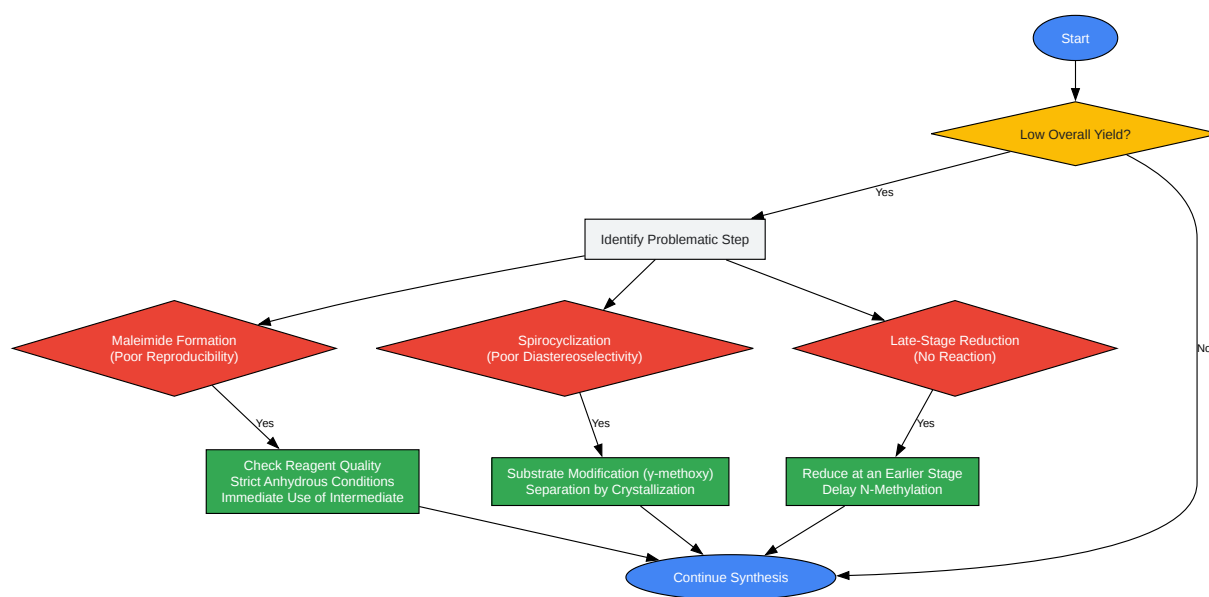 Start
Low Overall Yield?
Yes
Identify Problematic Step
Maleimide Formation
(Poor Reproducibility)
Spirocyclization
(Poor Diastereoselectivity)
Late-Stage Reduction
(No Reaction)
No
Yes
Yes
Yes
Check Reagent Quality
Strict Anhydrous Conditions
Immediate Use of Intermediate
Substrate Modification (γ-methoxy)
Separation by Crystallization
Reduce at an Earlier Stage
Delay N-Methylation
Continue Synthesis